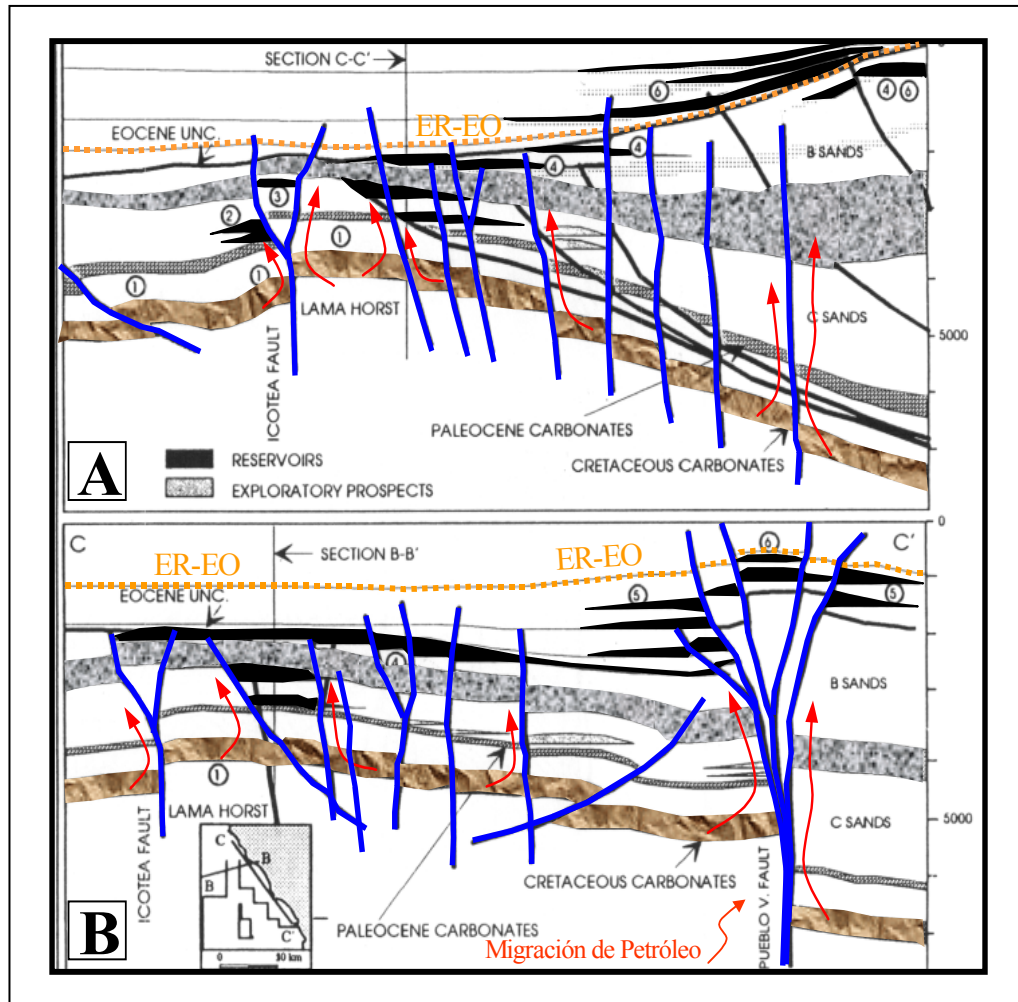 SECTION C-C'
0
6
4 6
ER-EO
EOCENE UNC.
4
B SANDS
4
3
2
1
1
1
LAMA HORST
C SANDS
5000
ICOTEA FAULT
PALEOCENE CARBONATES
CRETACEOUS CARBONATES
A
RESERVOIRS
EXPLORATORY PROSPECTS
C
SECTION B-B'
6
C'
0
ER-EO
ER-EO
EOCENE UNC.
5
5
4
B SANDS
1
LAMA HORST
C SANDS
5000
ICOTEA FAULT
C
B
B
C'
0
30 km
CRETACEOUS CARBONATES
PALEOCENE CARBONATES
PUEBLO V. FAULT
B
Migración de Petróleo